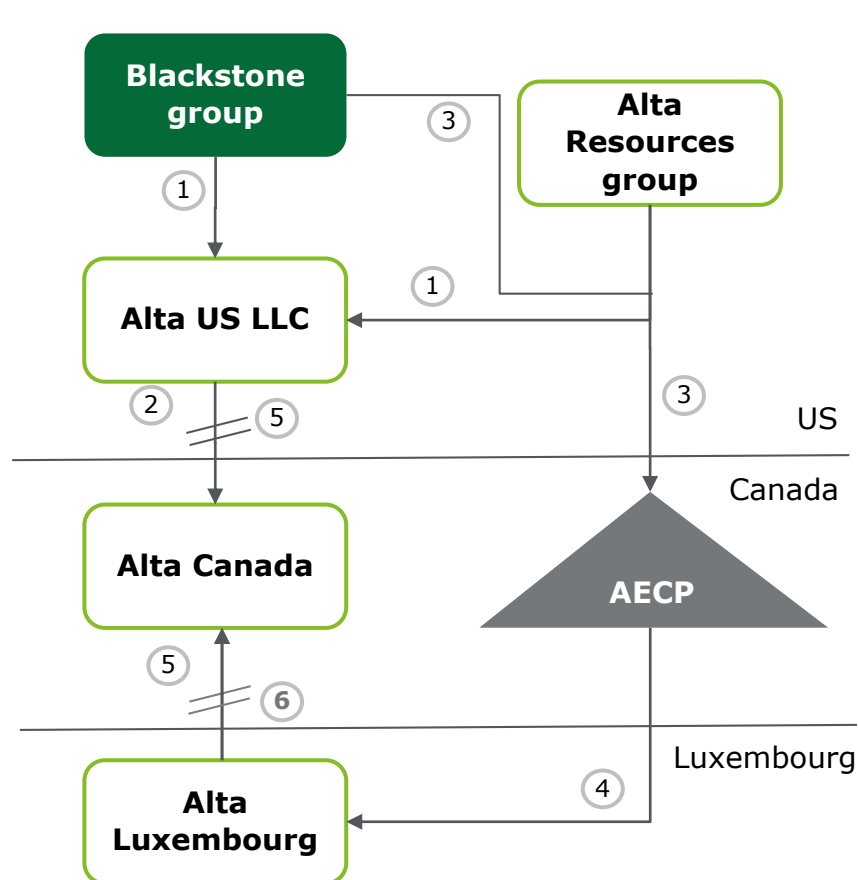 Blackstone
group
Alta
Resources
group
3
1
1
Alta US LLC
2
5
3
US
Canada
Alta Canada
AECP
5
6
Luxembourg
4
Alta
Luxembourg